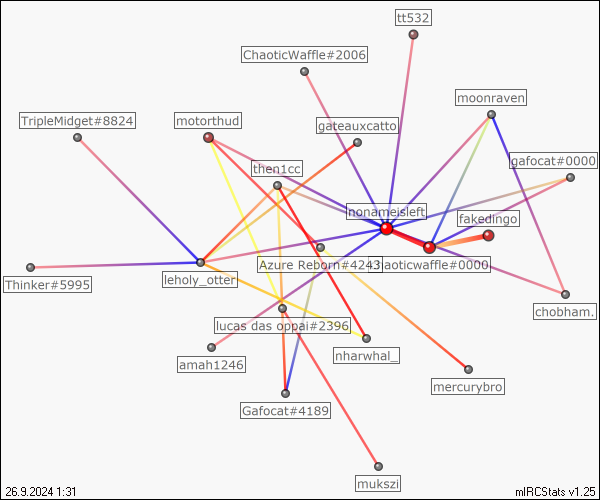 tt532
ChaoticWaffle#2006
moonraven
TripleMidget#8824
motorthud
gateauxcatto
gafocat#0000
then1cc
nonameisleft
fakedingo
Azure Reborn#4243
haoticwaffle#0000
Thinker#5995
leholy_otter
chobham.
lucas das oppai#2396
nharwhal_
amah1246
mercurybro
Gafocat#4189
mukszi
26.9.2024 1:31
mIRCStats v1.25